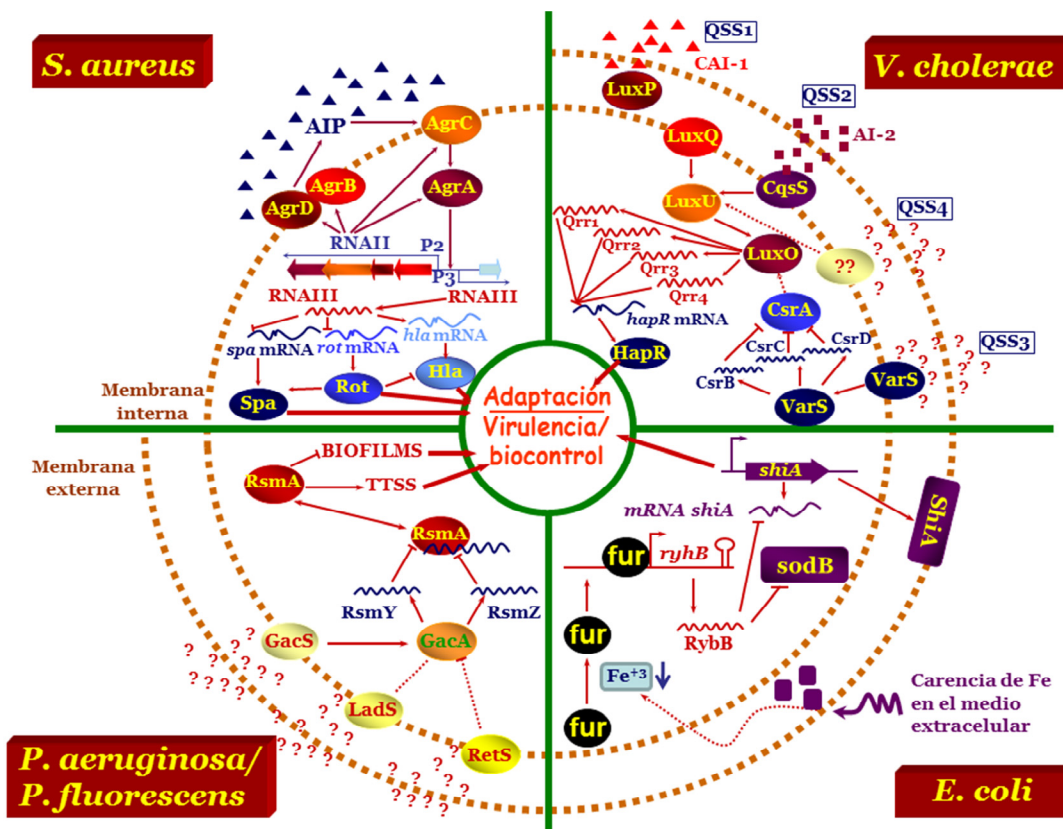 S. aureus
AIP
AgrC
AgrB
AgrD
AgrA
RNAII
P2
P3
RNAIII
RNAIII
spa mRNA
rot mRNA
hla mRNA
Spa
Rot
Hla
Membrana
interna
V. cholerae
QSS1
CAI-1
LuxP
QSS2
AI-2
LuxQ
CqsS
LuxU
QSS4
? ? ? ? ? ? ? ? ? ? ? ? ?
??
Qrr1
Qrr2
Qrr3
Qrr4
LuxO
hapR mRNA
HapR
CsrA
CsrC
CsrD
CsrB
VarS
VarS
QSS3
? ? ? ? ? ? ? ? ? ? ? ? ?
Adaptación
Virulencia/
biocontrol
Membrana
externa
BIOFILMS
RsmA
TTSS
RsmA
RsmY
RsmZ
GacS
GacA
LadS
RetS
? ? ? ? ? ? ? ? ? ? ? ? ?
P. aeruginosa/
P. fluorescens
shiA
mRNA shiA
ShiA
fur
ryhB
sodB
RybB
fur
Fe+3
fur
Carencia de Fe
en el medio
extracelular
E. coli